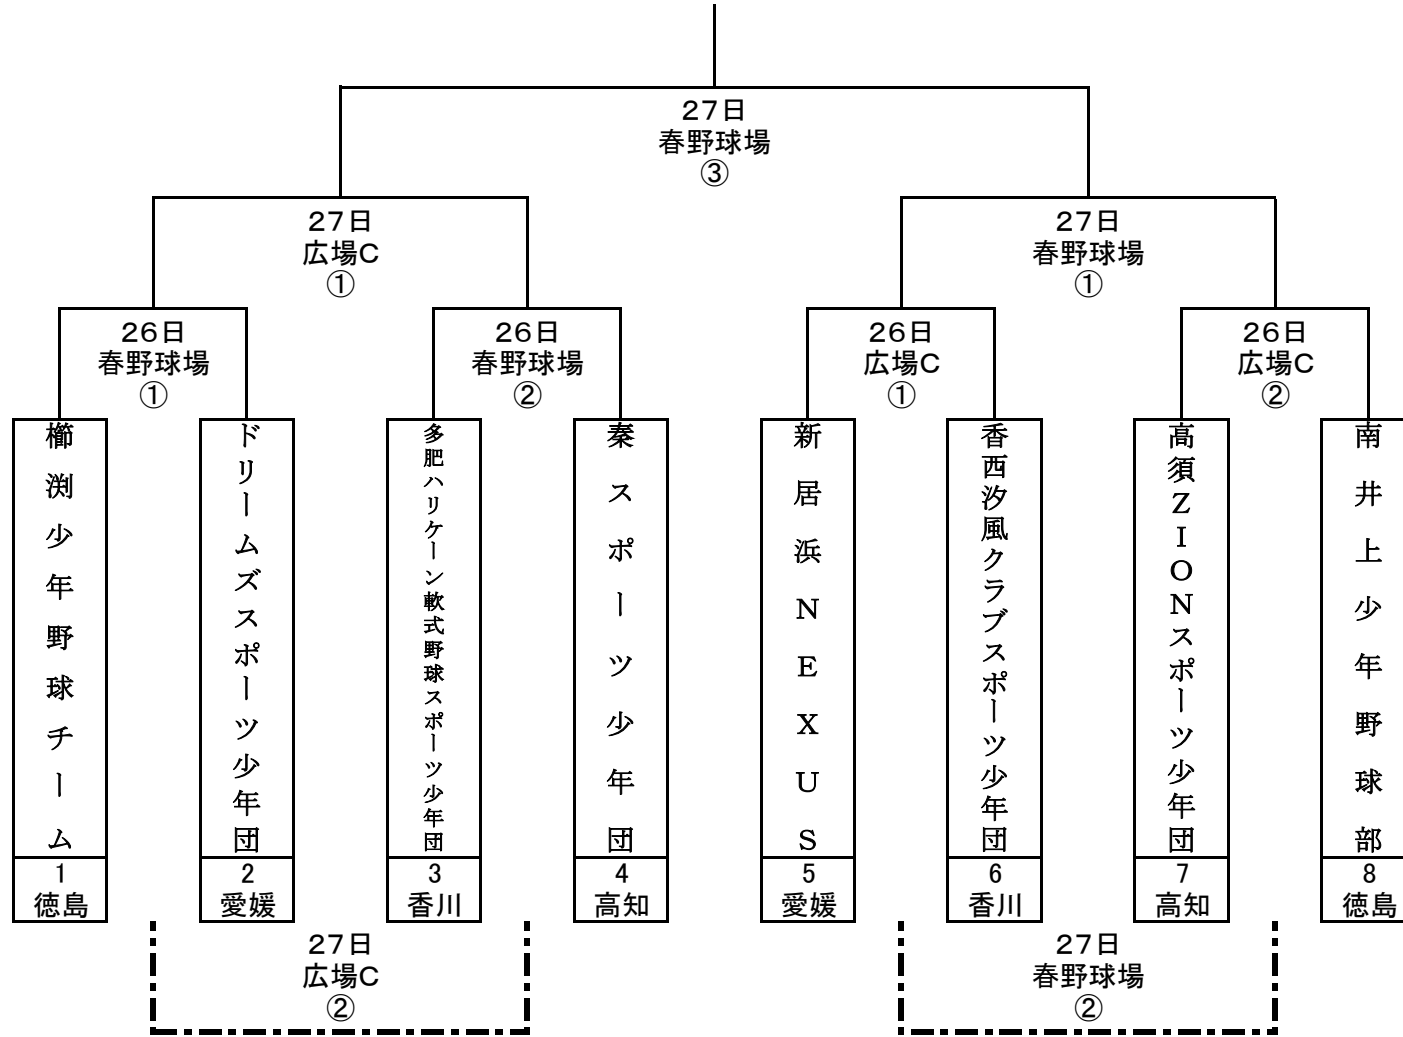 27日
春野球場
③
27日
広場C
①
27日
春野球場
①
26日
春野球場
①
26日
春野球場
②
26日
広場C
①
26日
広場C
②
櫛渕少年野球チーム
ドリームズスポーツ少年団
多肥ハリケーン軟式野球スポーツ少年団
秦スポーツ少年団
新居浜NEXUS
香西汐風クラブスポーツ少年団
高須ZIONスポーツ少年団
南井上少年野球部
1
徳島
2
愛媛
3
香川
4
高知
5
愛媛
6
香川
7
高知
8
徳島
27日
広場C
②
27日
春野球場
②